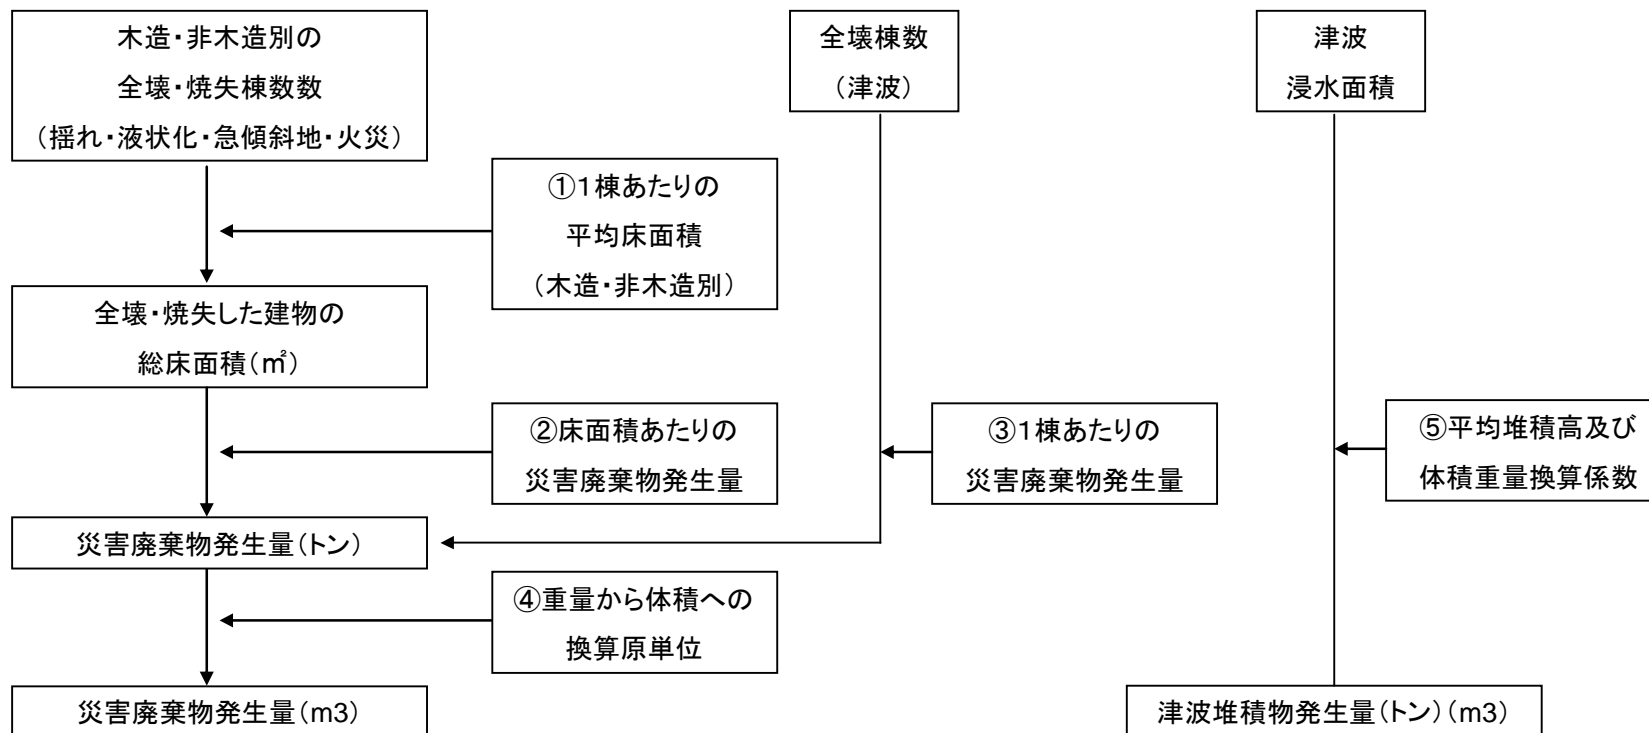 木造・非木造別の
全壊・焼失棟数数
（揺れ・液状化・急傾斜地・火災）
全壊棟数
（津波）
津波
浸水面積
①１棟あたりの
平均床面積
（木造・非木造別）
全壊・焼失した建物の
総床面積（㎡）
②床面積あたりの
災害廃棄物発生量
③１棟あたりの
災害廃棄物発生量
⑤平均堆積高及び
体積重量換算係数
災害廃棄物発生量（トン）
④重量から体積への
換算原単位
災害廃棄物発生量（m3）
津波堆積物発生量（トン）（m3）